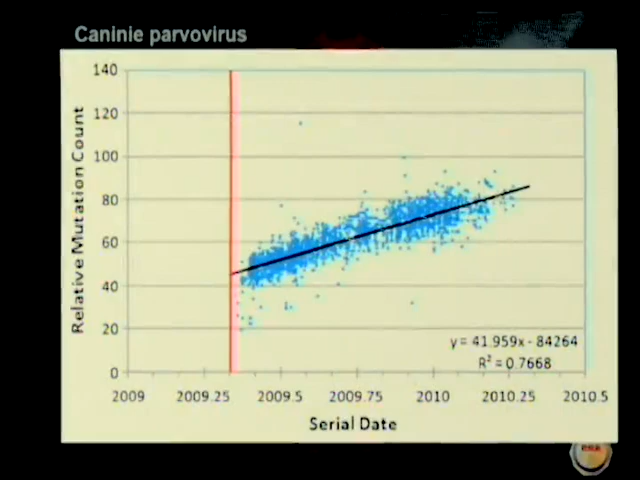 Caninie parvovirus
140
120
100
80
60
40
20
0
Relative Mutation Count
2009 2009.25 2009.5 2009.75 2010 2010.25 2010.5
Serial Date
y = 41.959x - 84264
R² = 0.7668